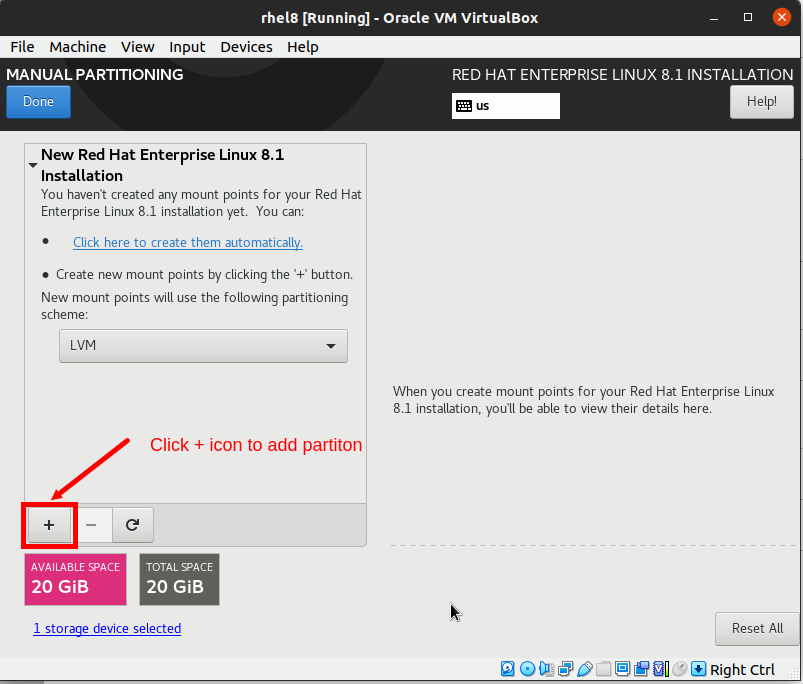 rhel8 [Running] - Oracle VM VirtualBox
File Machine View Input Devices Help
MANUAL PARTITIONING
RED HAT ENTERPRISE LINUX 8.1 INSTALLATION
Done
us
Help!
New Red Hat Enterprise Linux 8.1
Installation
You haven't created any mount points for your Red Hat
Enterprise Linux 8.1 installation yet. You can:
• Click here to create them automatically.
• Create new mount points by clicking the '+' button.
New mount points will use the following partitioning
scheme:
LVM
When you create mount points for your Red Hat Enterprise Linux
8.1 installation, you'll be able to view their details here.
Click + icon to add partiton
+ −
AVAILABLE SPACE
20 GiB
TOTAL SPACE
20 GiB
1 storage device selected
Reset All
Right Ctrl